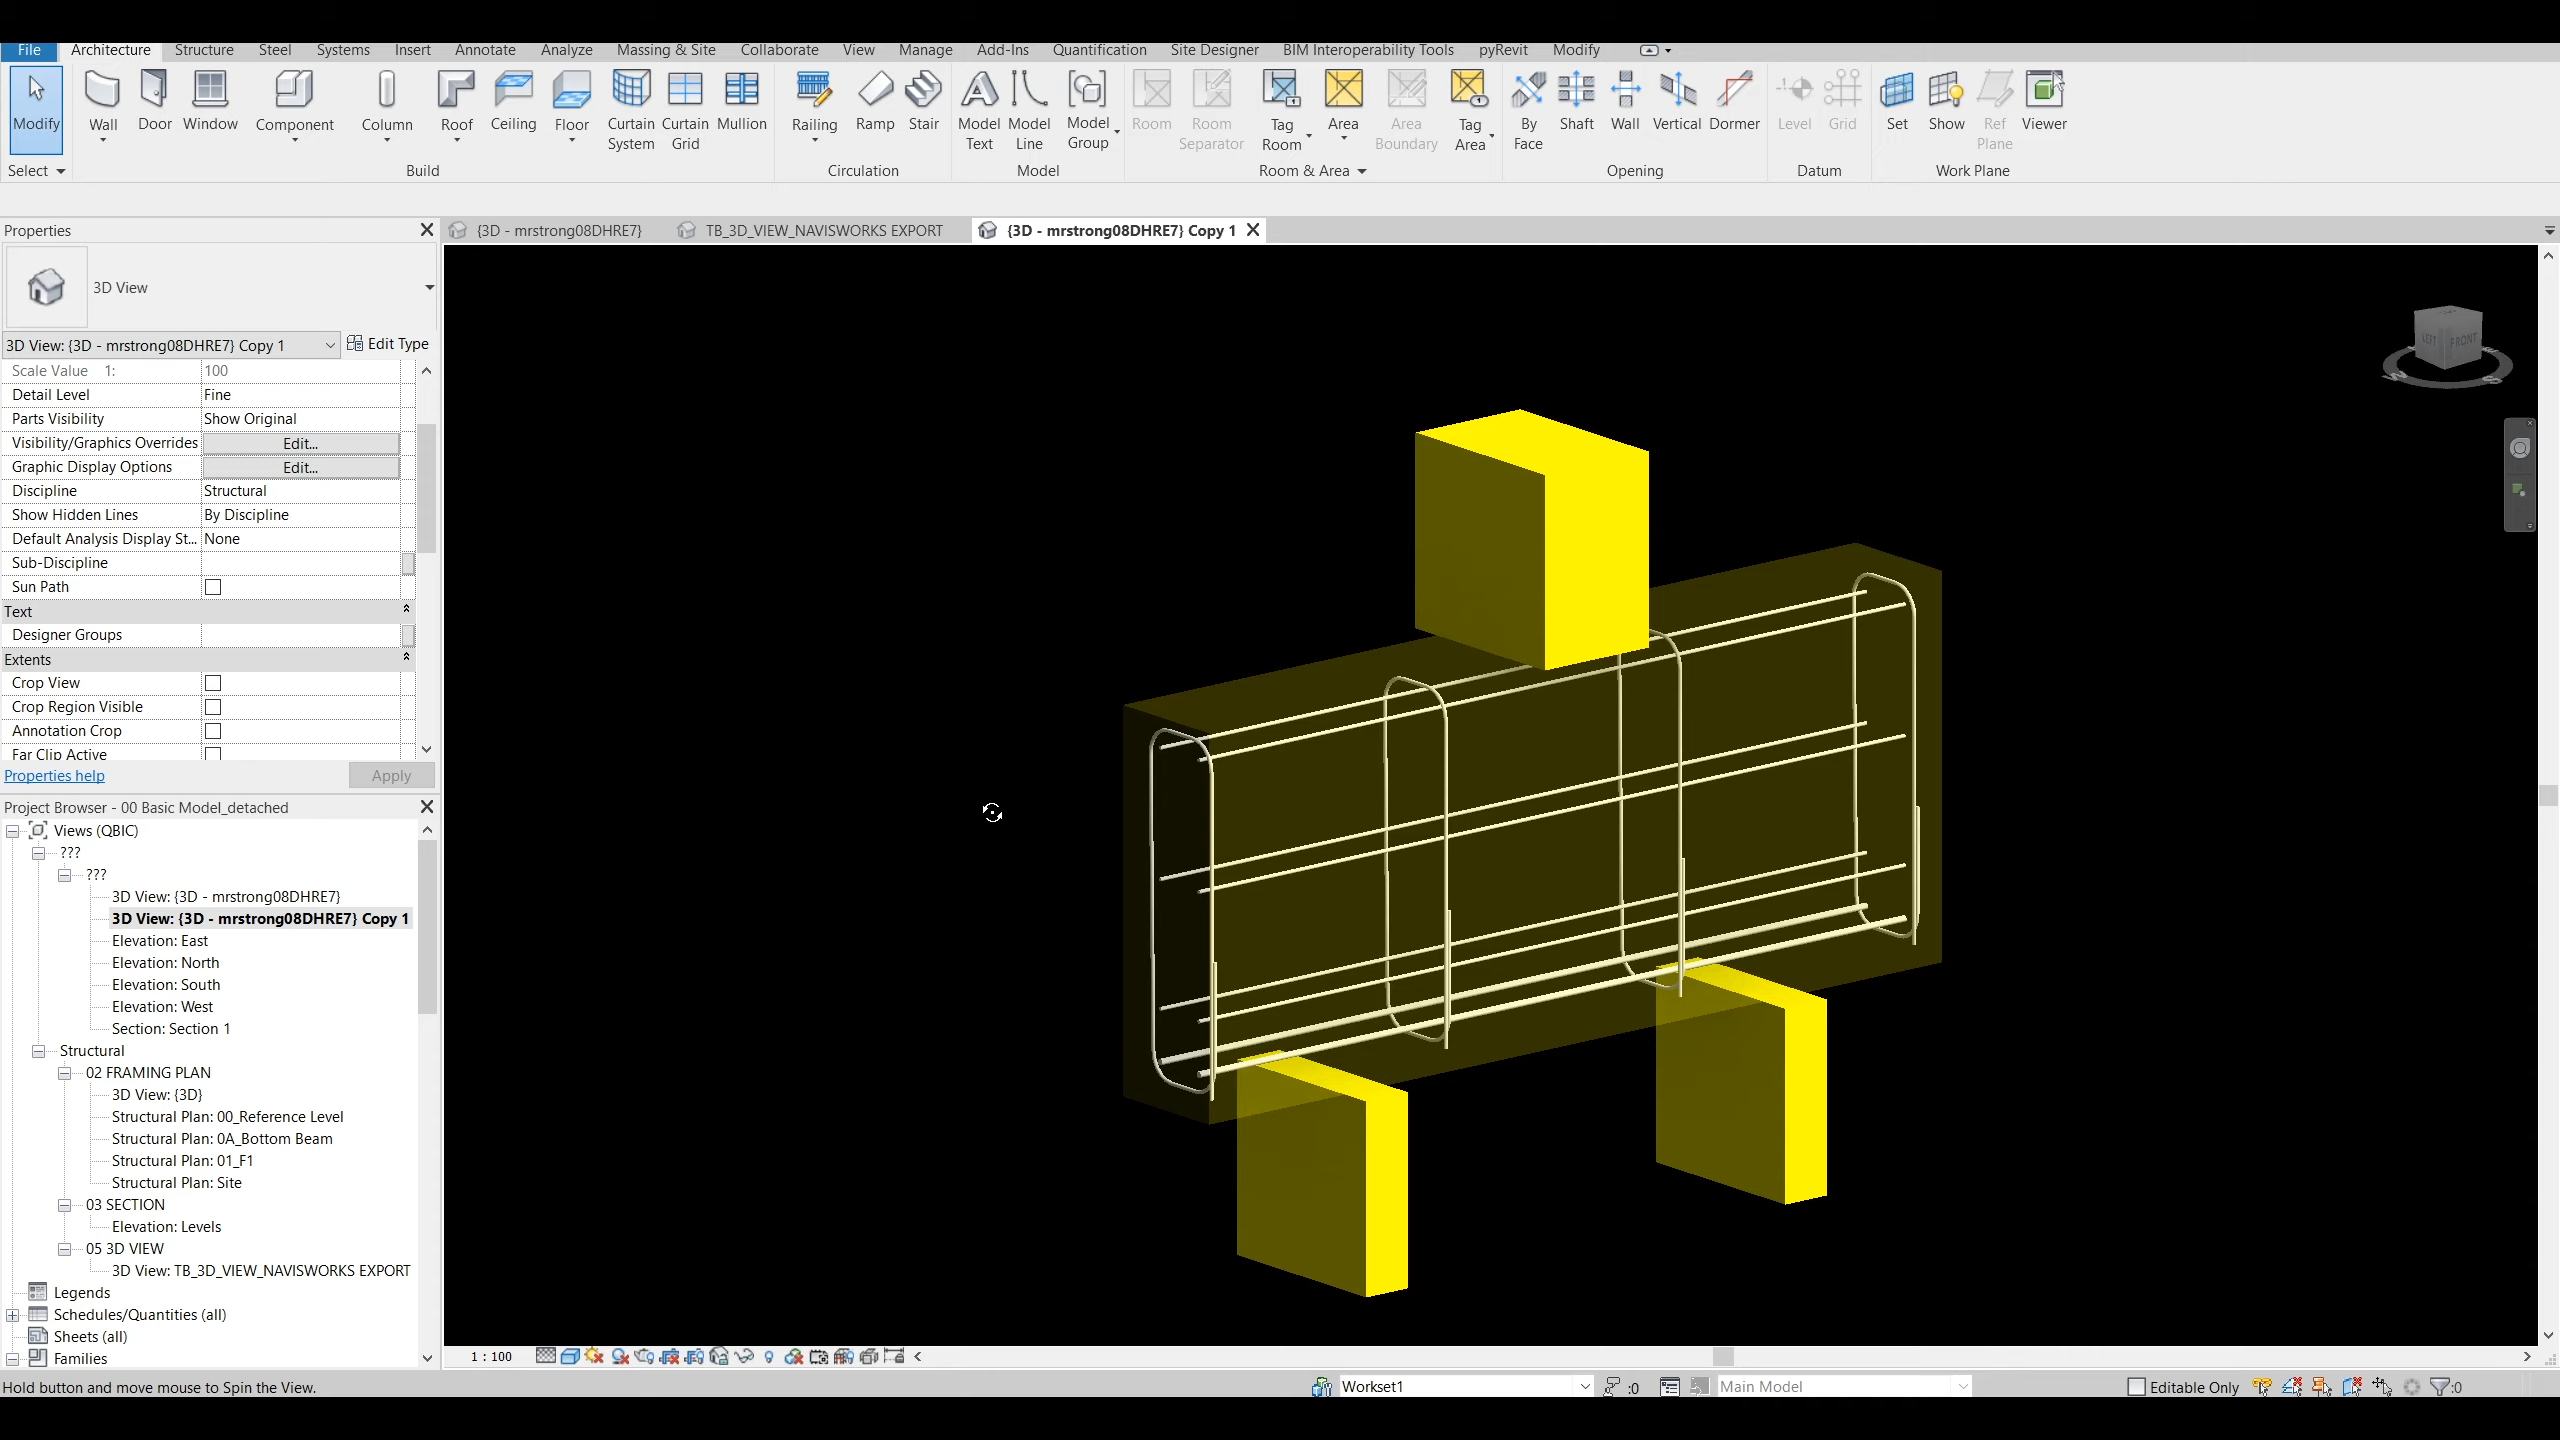 File Architecture Structure Steel Systems Insert Annotate Analyze Massing & Site Collaborate View Manage Add-Ins Quantification Site Designer BIM Interoperability Tools pyRevit Modify
Modify Wall Door Window Component Column Roof Ceiling Floor Curtain System Curtain Grid Mullion Railing Ramp Stair Model Text Model Line Model Group Room Room Separator Tag Room Area Area Boundary Tag Area By Face Shaft Wall Vertical Dormer Level Grid Set Show Ref Plane Viewer
Select Build Circulation Model Room & Area Opening Datum Work Plane
Properties
{3D - mrstrong08DHRE7} TB_3D_VIEW_NAVISWORKS EXPORT {3D - mrstrong08DHRE7} Copy 1
3D View
3D View: {3D - mrstrong08DHRE7} Copy 1 Edit Type
Scale Value 1: 100
Detail Level Fine
Parts Visibility Show Original
Visibility/Graphics Overrides Edit...
Graphic Display Options Edit...
Discipline Structural
Show Hidden Lines By Discipline
Default Analysis Display St... None
Sub-Discipline
Sun Path
Text
Designer Groups
Extents
Crop View
Crop Region Visible
Annotation Crop
Far Clip Active
Properties help Apply
Project Browser - 00 Basic Model_detached
Views (QBIC)
???
???
3D View: {3D - mrstrong08DHRE7}
3D View: {3D - mrstrong08DHRE7} Copy 1
Elevation: East
Elevation: North
Elevation: South
Elevation: West
Section: Section 1
Structural
02 FRAMING PLAN
3D View: {3D}
Structural Plan: 00_Reference Level
Structural Plan: 0A_Bottom Beam
Structural Plan: 01_F1
Structural Plan: Site
03 SECTION
Elevation: Levels
05 3D VIEW
3D View: TB_3D_VIEW_NAVISWORKS EXPORT
Legends
Schedules/Quantities (all)
Sheets (all)
Families
LEFT FRONT
W S
1 : 100
Hold button and move mouse to Spin the View. Workset1 :0 Main Model Editable Only :0